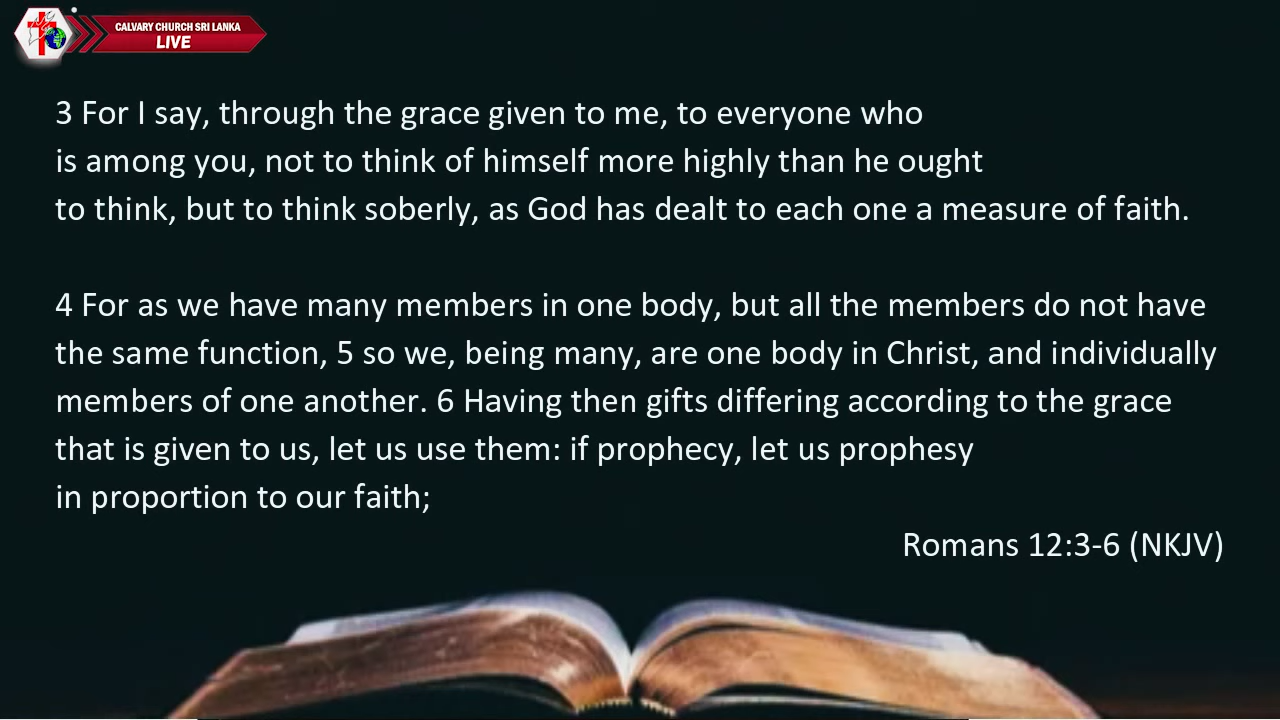 CALVARY CHURCH SRI LANKA
LIVE
3 For I say, through the grace given to me, to everyone who
is among you, not to think of himself more highly than he ought
to think, but to think soberly, as God has dealt to each one a measure of faith.
4 For as we have many members in one body, but all the members do not have
the same function, 5 so we, being many, are one body in Christ, and individually
members of one another. 6 Having then gifts differing according to the grace
that is given to us, let us use them: if prophecy, let us prophesy
in proportion to our faith;
Romans 12:3-6 (NKJV)